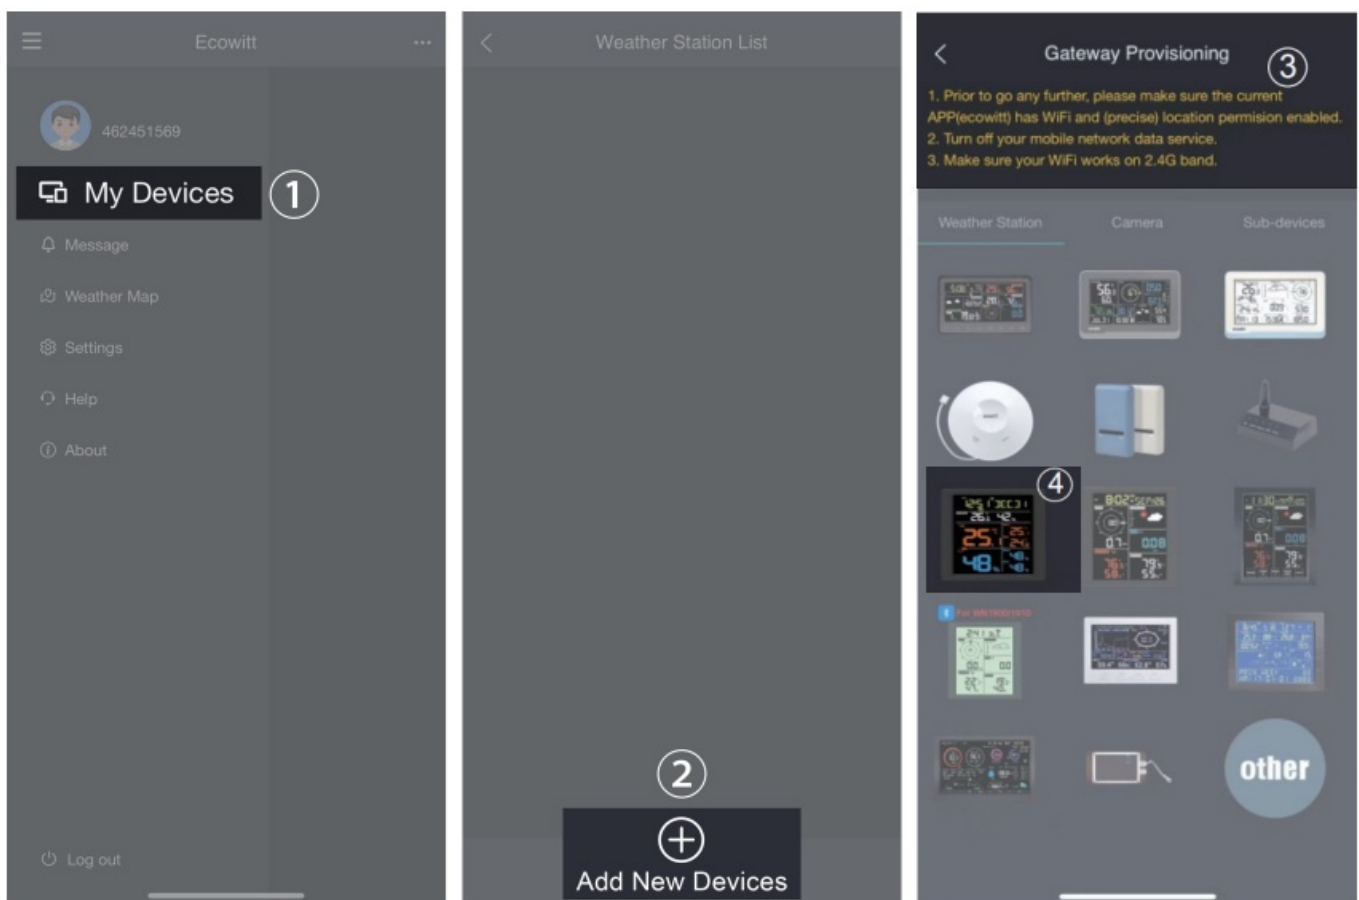 Ecowitt
462451569
My Devices
1
Message
Weather Map
Settings
Help
About
Log out
Weather Station List
2
Add New Devices
Gateway Provisioning
3
1. Prior to go any further, please make sure the current
APP(ecowitt) has WiFi and (precise) location permision enabled.
2. Turn off your mobile network data service.
3. Make sure your WiFi works on 2.4G band.
Weather Station
Camera
Sub-devices
4
For WN1900/1910
other